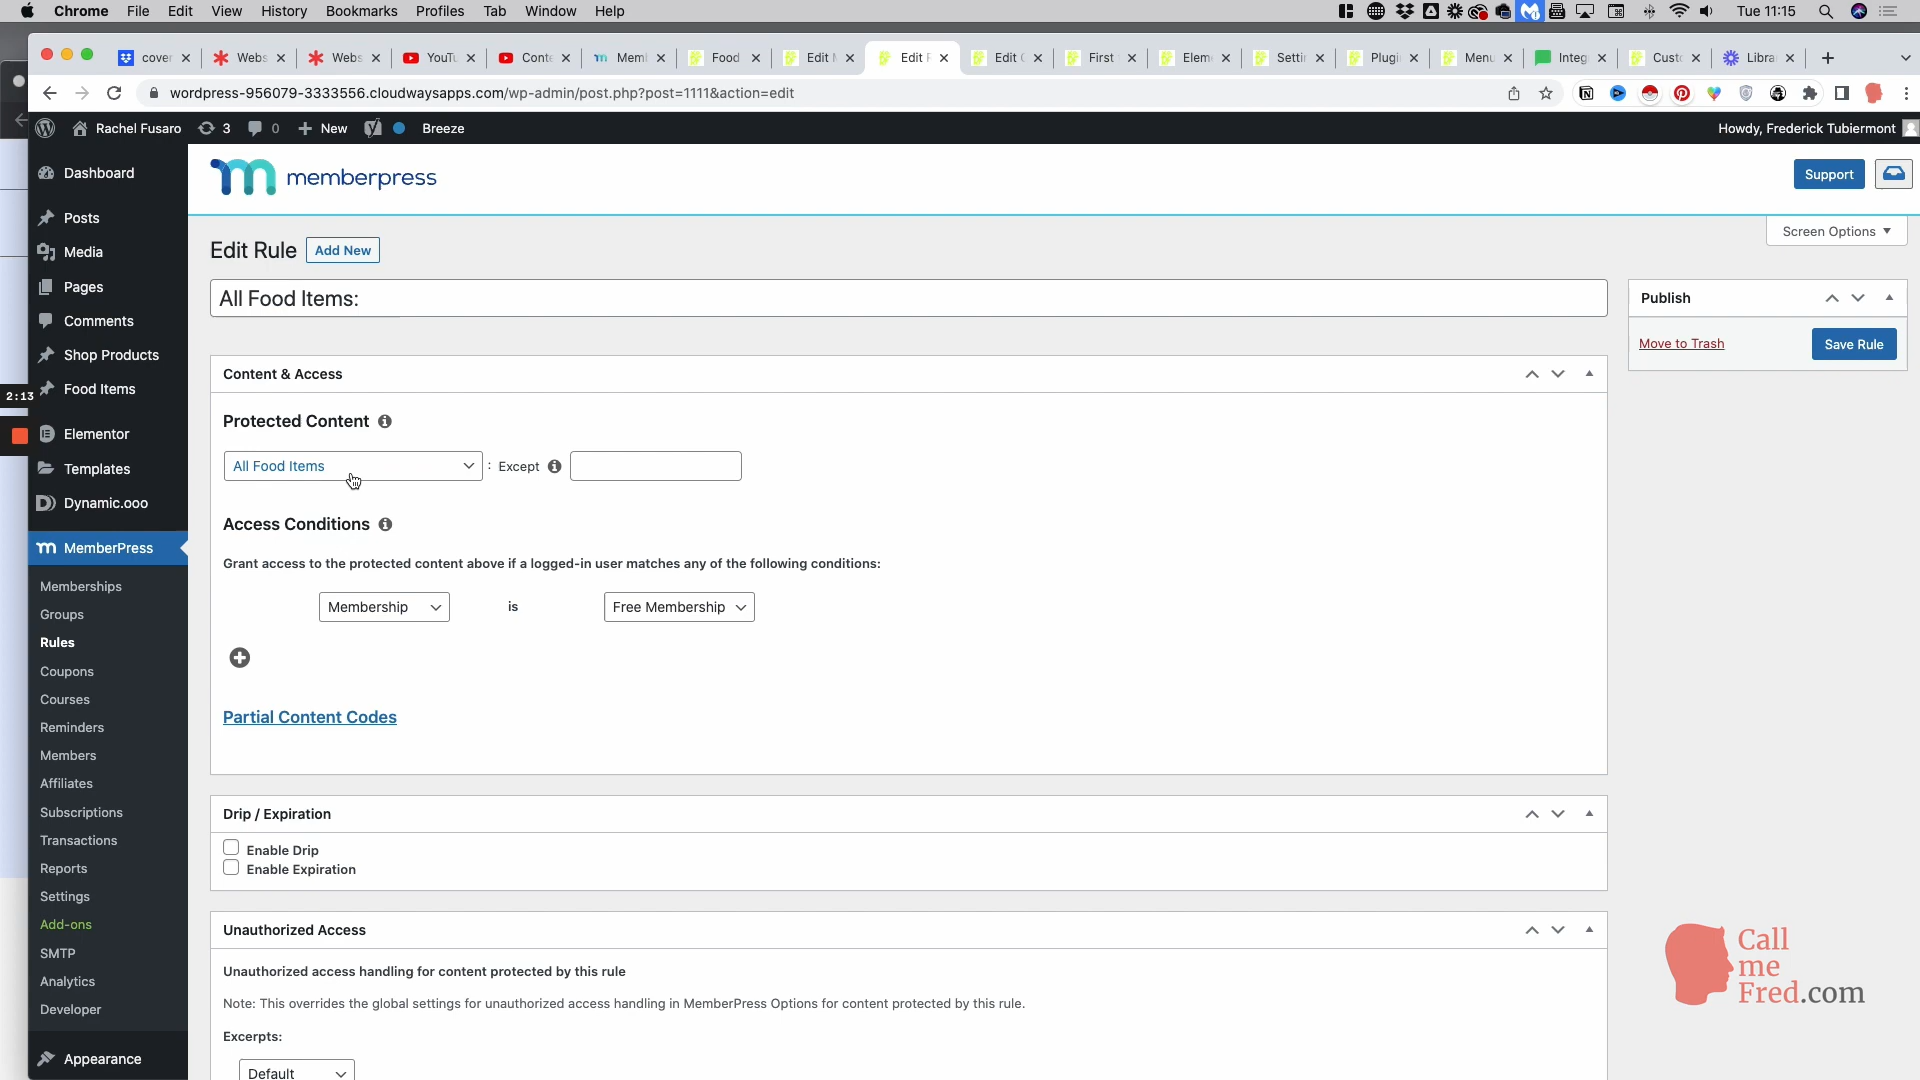 Chrome File Edit View History Bookmarks Profiles Tab Window Help Tue 11:15
cover Webs Webs YouTu Conte Meml Food Edit Edit Edit First Elem Settin Plugi Menu Integ Custo Libra
wordpress-956079-3333556.cloudwaysapps.com/wp-admin/post.php?post=1111&action=edit
Rachel Fusaro 3 0 New Breeze Howdy, Frederick Tubiermont
Dashboard
Posts
Media
Pages
Comments
Shop Products
Food Items
2:13
Elementor
Templates
Dynamic.ooo
MemberPress
Memberships
Groups
Rules
Coupons
Courses
Reminders
Members
Affiliates
Subscriptions
Transactions
Reports
Settings
Add-ons
SMTP
Analytics
Developer
Appearance
memberpress
Support
Screen Options
Edit Rule Add New
All Food Items:
Publish
Move to Trash Save Rule
Content & Access
Protected Content
All Food Items : Except
Access Conditions
Grant access to the protected content above if a logged-in user matches any of the following conditions:
Membership is Free Membership
Partial Content Codes
Drip / Expiration
Enable Drip
Enable Expiration
Unauthorized Access
Unauthorized access handling for content protected by this rule
Note: This overrides the global settings for unauthorized access handling in MemberPress Options for content protected by this rule.
Excerpts:
Default
Call
me
Fred.com